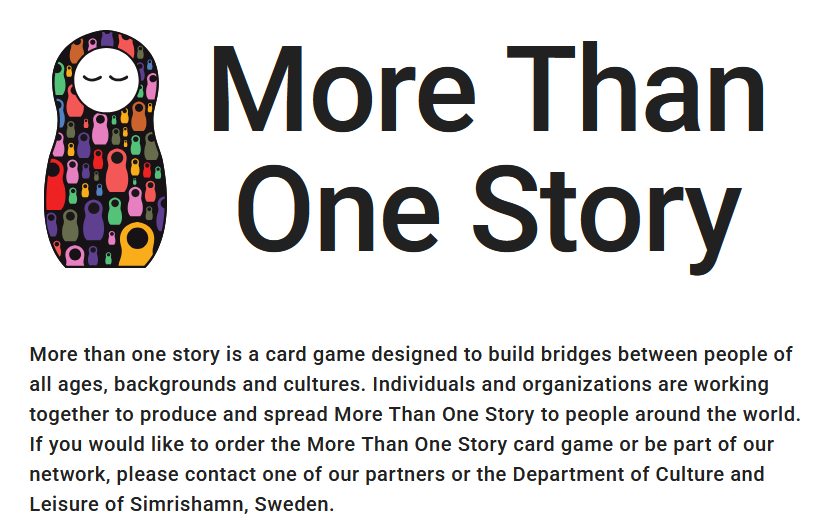 More Than
One Story
More than one story is a card game designed to build bridges between people of
all ages, backgrounds and cultures. Individuals and organizations are working
together to produce and spread More Than One Story to people around the world.
If you would like to order the More Than One Story card game or be part of our
network, please contact one of our partners or the Department of Culture and
Leisure of Simrishamn, Sweden.